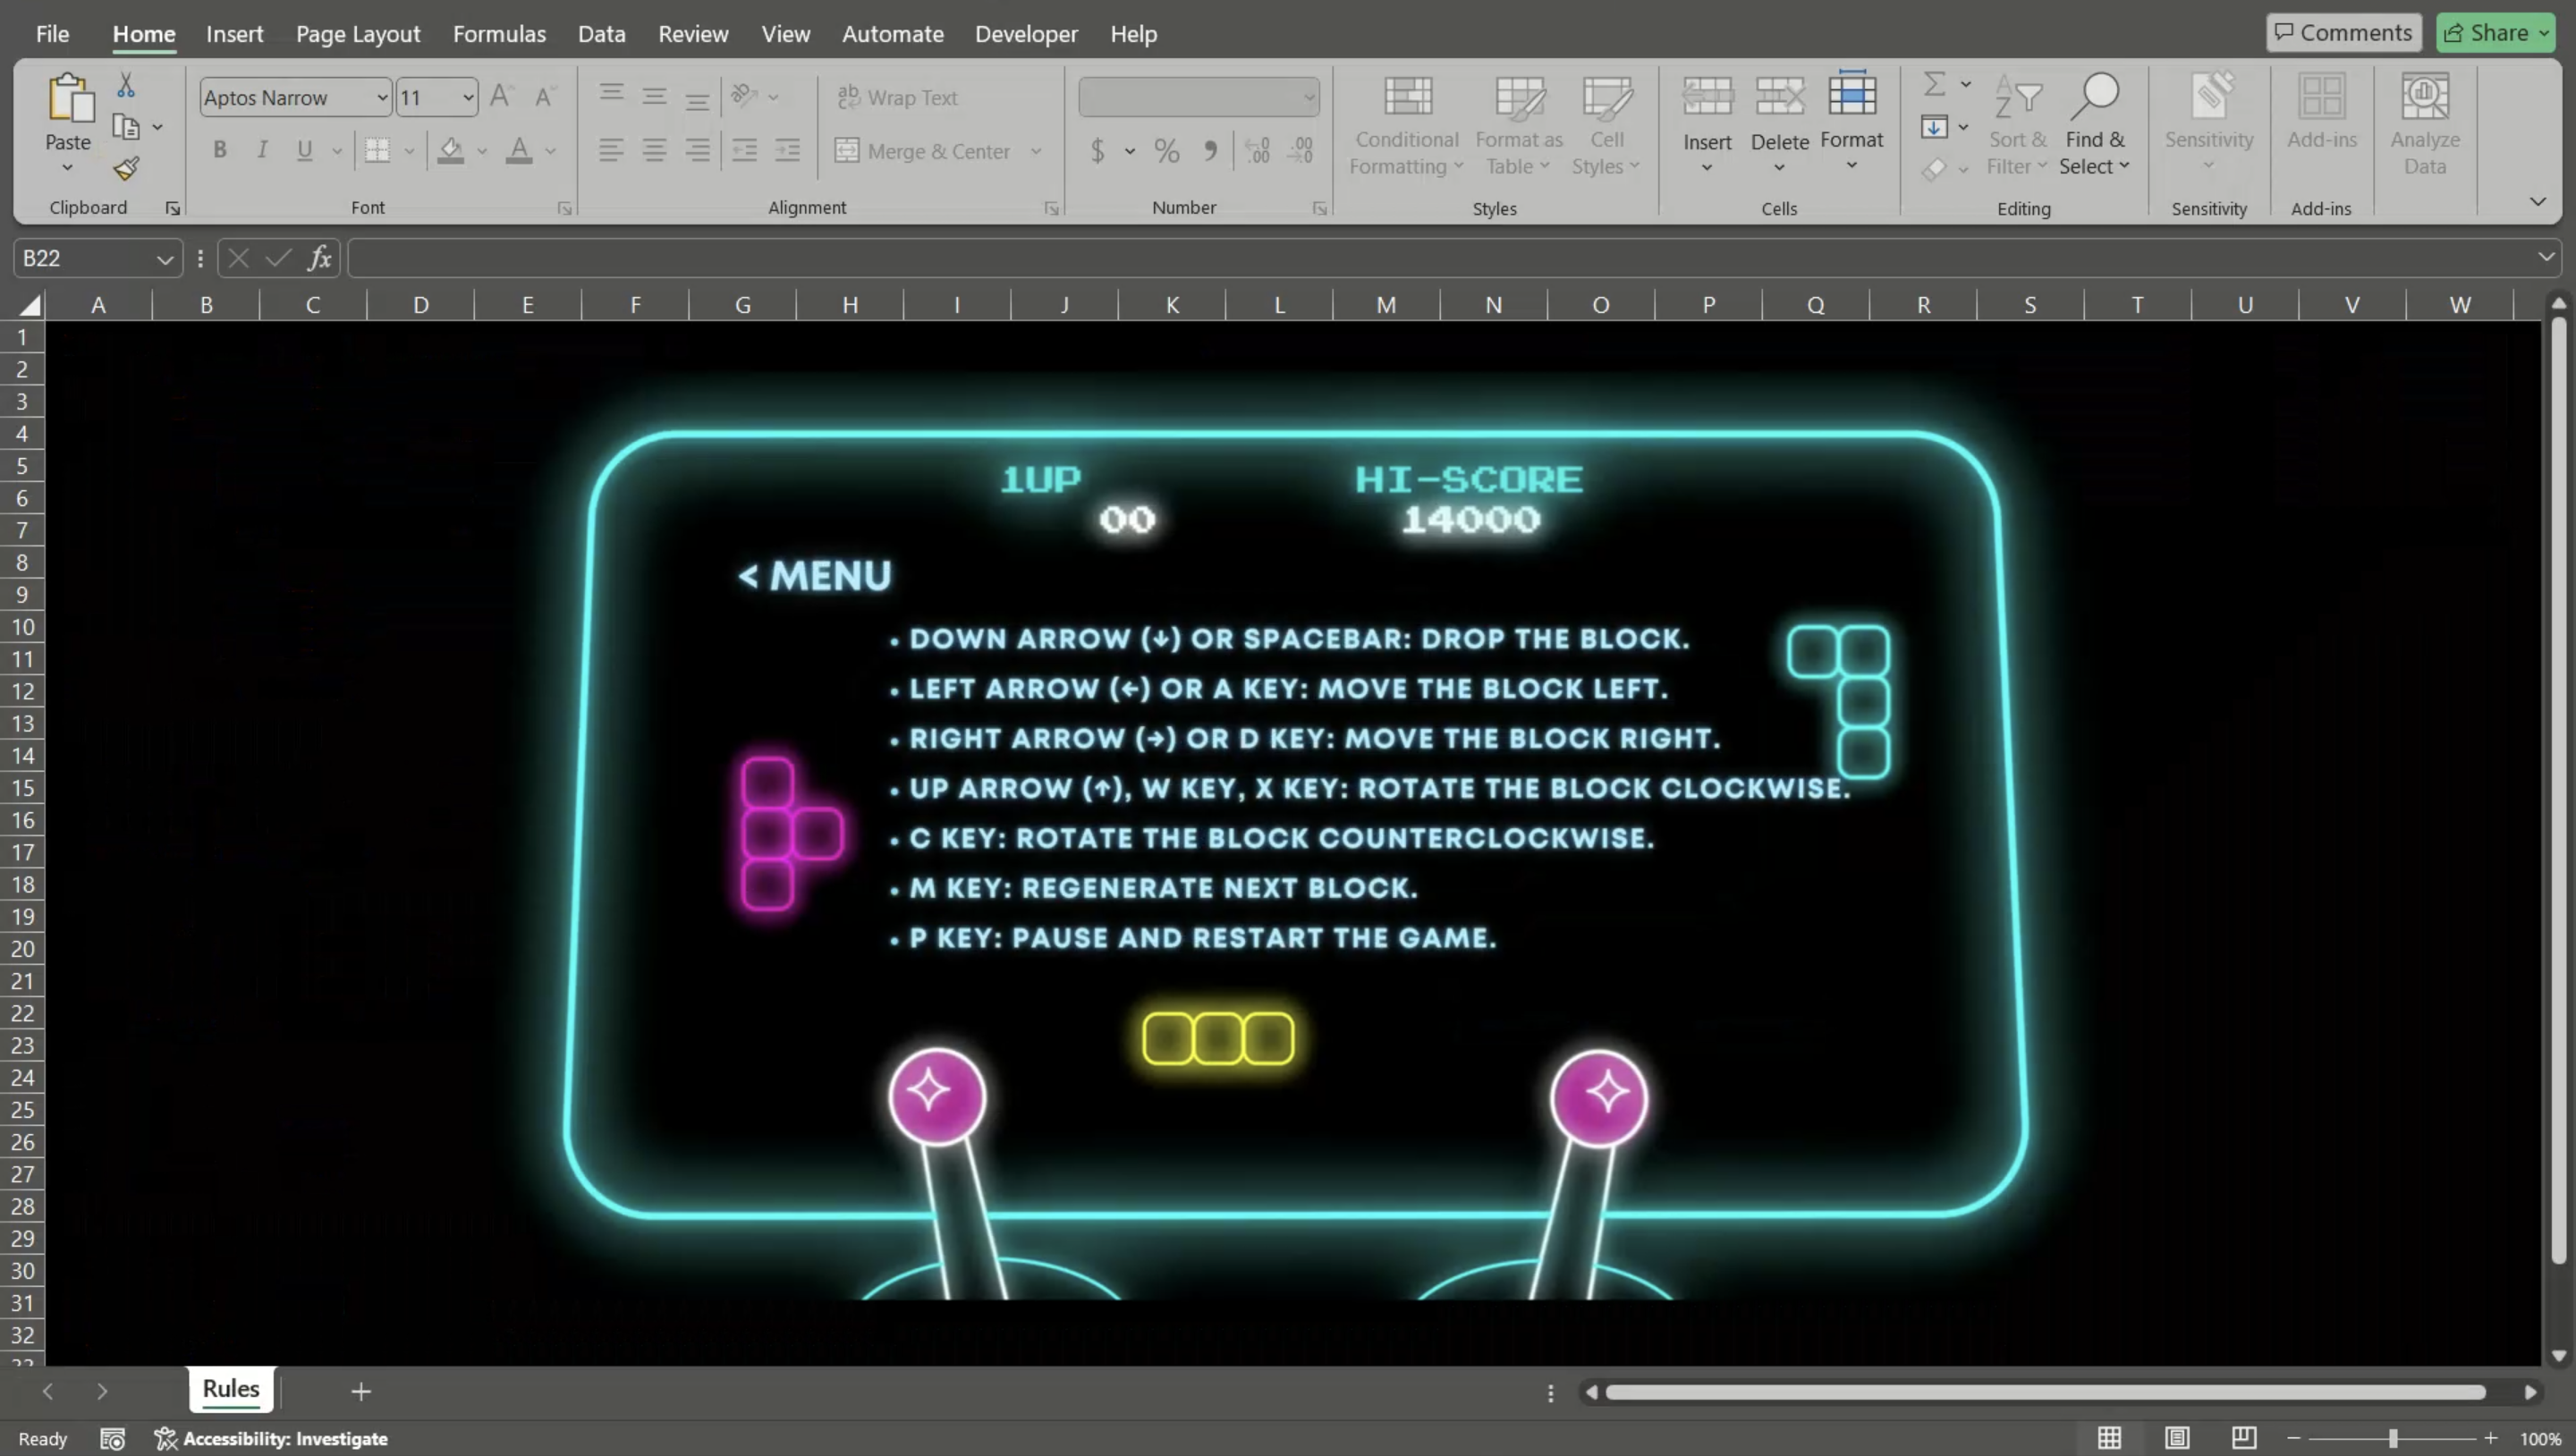 File Home Insert Page Layout Formulas Data Review View Automate Developer Help Comments Share
Aptos Narrow 11 A A ab Wrap Text
Paste B I U A Merge & Center $ % , .00 .00 Conditional Formatting Format as Table Cell Styles Insert Delete Format Σ A Z Sort & Filter Find & Select Sensitivity Add-ins Analyze Data
Clipboard Font Alignment Number Styles Cells Editing Sensitivity Add-ins
B22 fx
A B C D E F G H I J K L M N O P Q R S T U V W
1
2
3
4
5
6
7
8
9
10
11
12
13
14
15
16
17
18
19
20
21
22
23
24
25
26
27
28
29
30
31
32
1UP HI-SCORE
00 14000
< MENU
• DOWN ARROW (↓) OR SPACEBAR: DROP THE BLOCK.
• LEFT ARROW (←) OR A KEY: MOVE THE BLOCK LEFT.
• RIGHT ARROW (→) OR D KEY: MOVE THE BLOCK RIGHT.
• UP ARROW (↑), W KEY, X KEY: ROTATE THE BLOCK CLOCKWISE.
• C KEY: ROTATE THE BLOCK COUNTERCLOCKWISE.
• M KEY: REGENERATE NEXT BLOCK.
• P KEY: PAUSE AND RESTART THE GAME.
Rules
Ready Accessibility: Investigate 100%